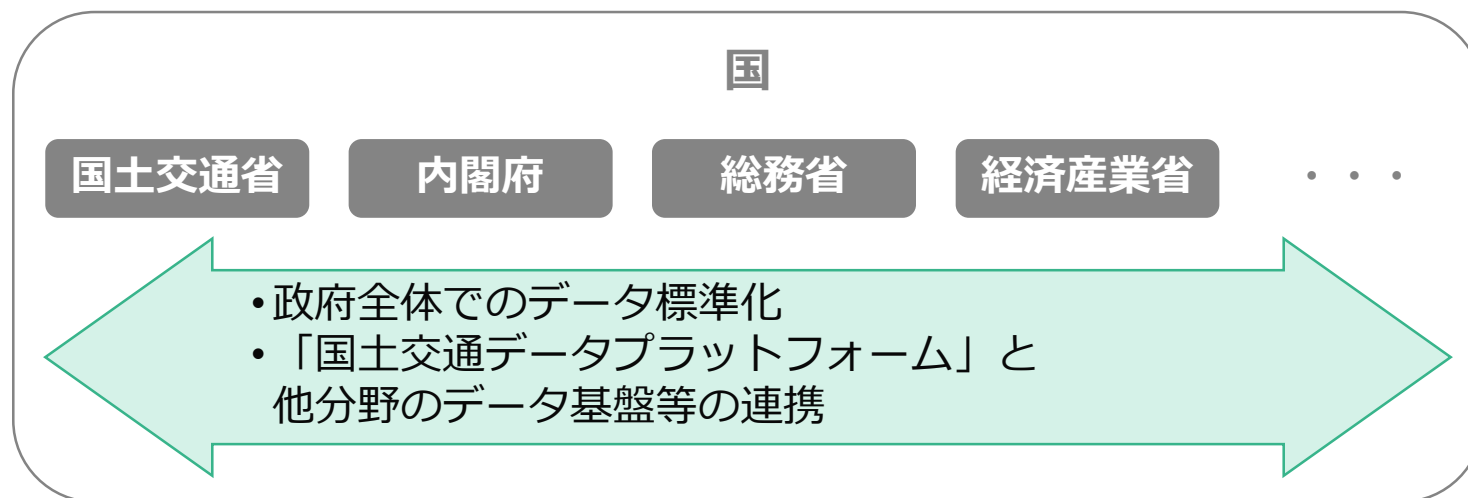 国
国土交通省 内閣府 総務省 経済産業省 ・・・
•政府全体でのデータ標準化
•「国土交通データプラットフォーム」と
他分野のデータ基盤等の連携